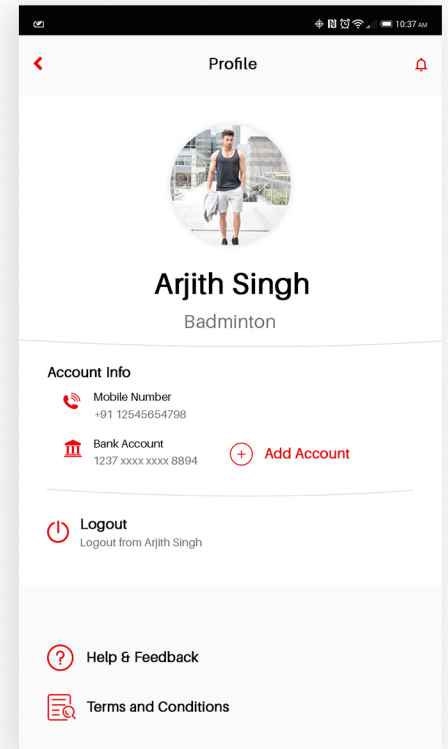 10:37 AM
Profile
Arjith Singh
Badminton
Account Info
Mobile Number
+91 12545654798
Bank Account
1237 xxxx xxxx 8894
Add Account
Logout
Logout from Arjith Singh
Help & Feedback
Terms and Conditions